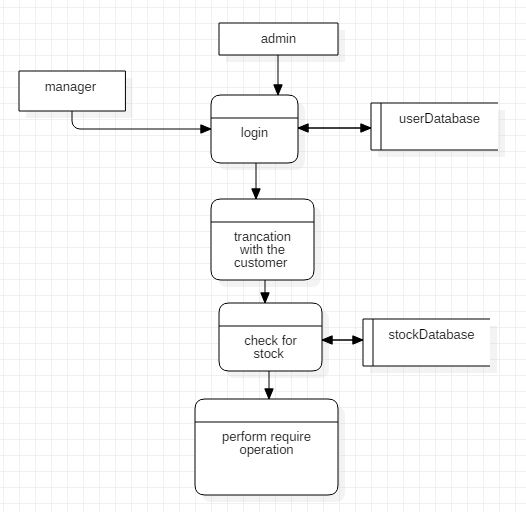 admin
manager
login
userDatabase
trancation
with the
customer
check for
stock
stockDatabase
perform require
operation